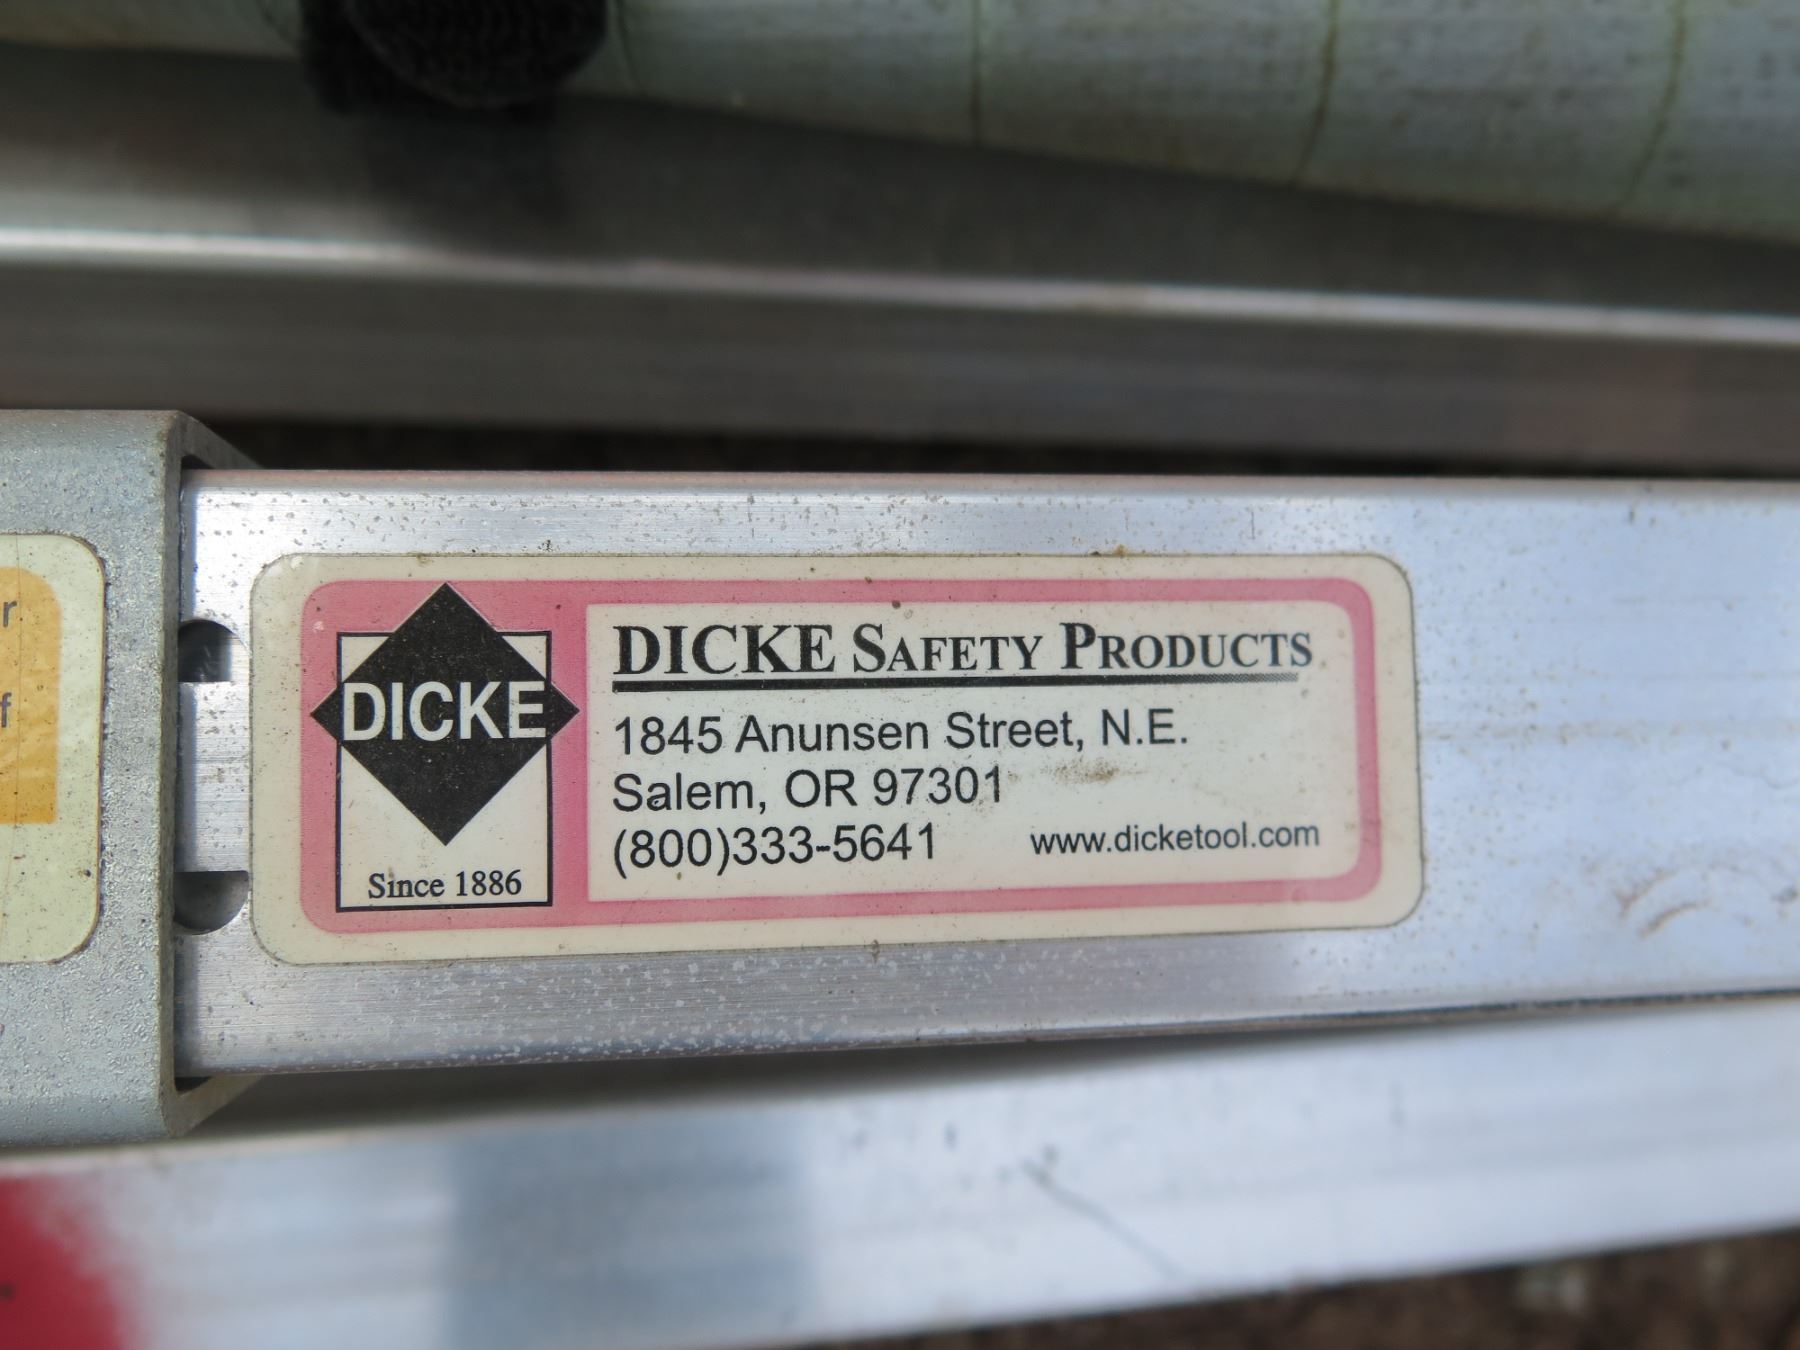 r
f
DICKE
Since 1886
DICKE SAFETY PRODUCTS
1845 Anunsen Street, N.E.
Salem, OR 97301
(800)333-5641
www.dicketool.com